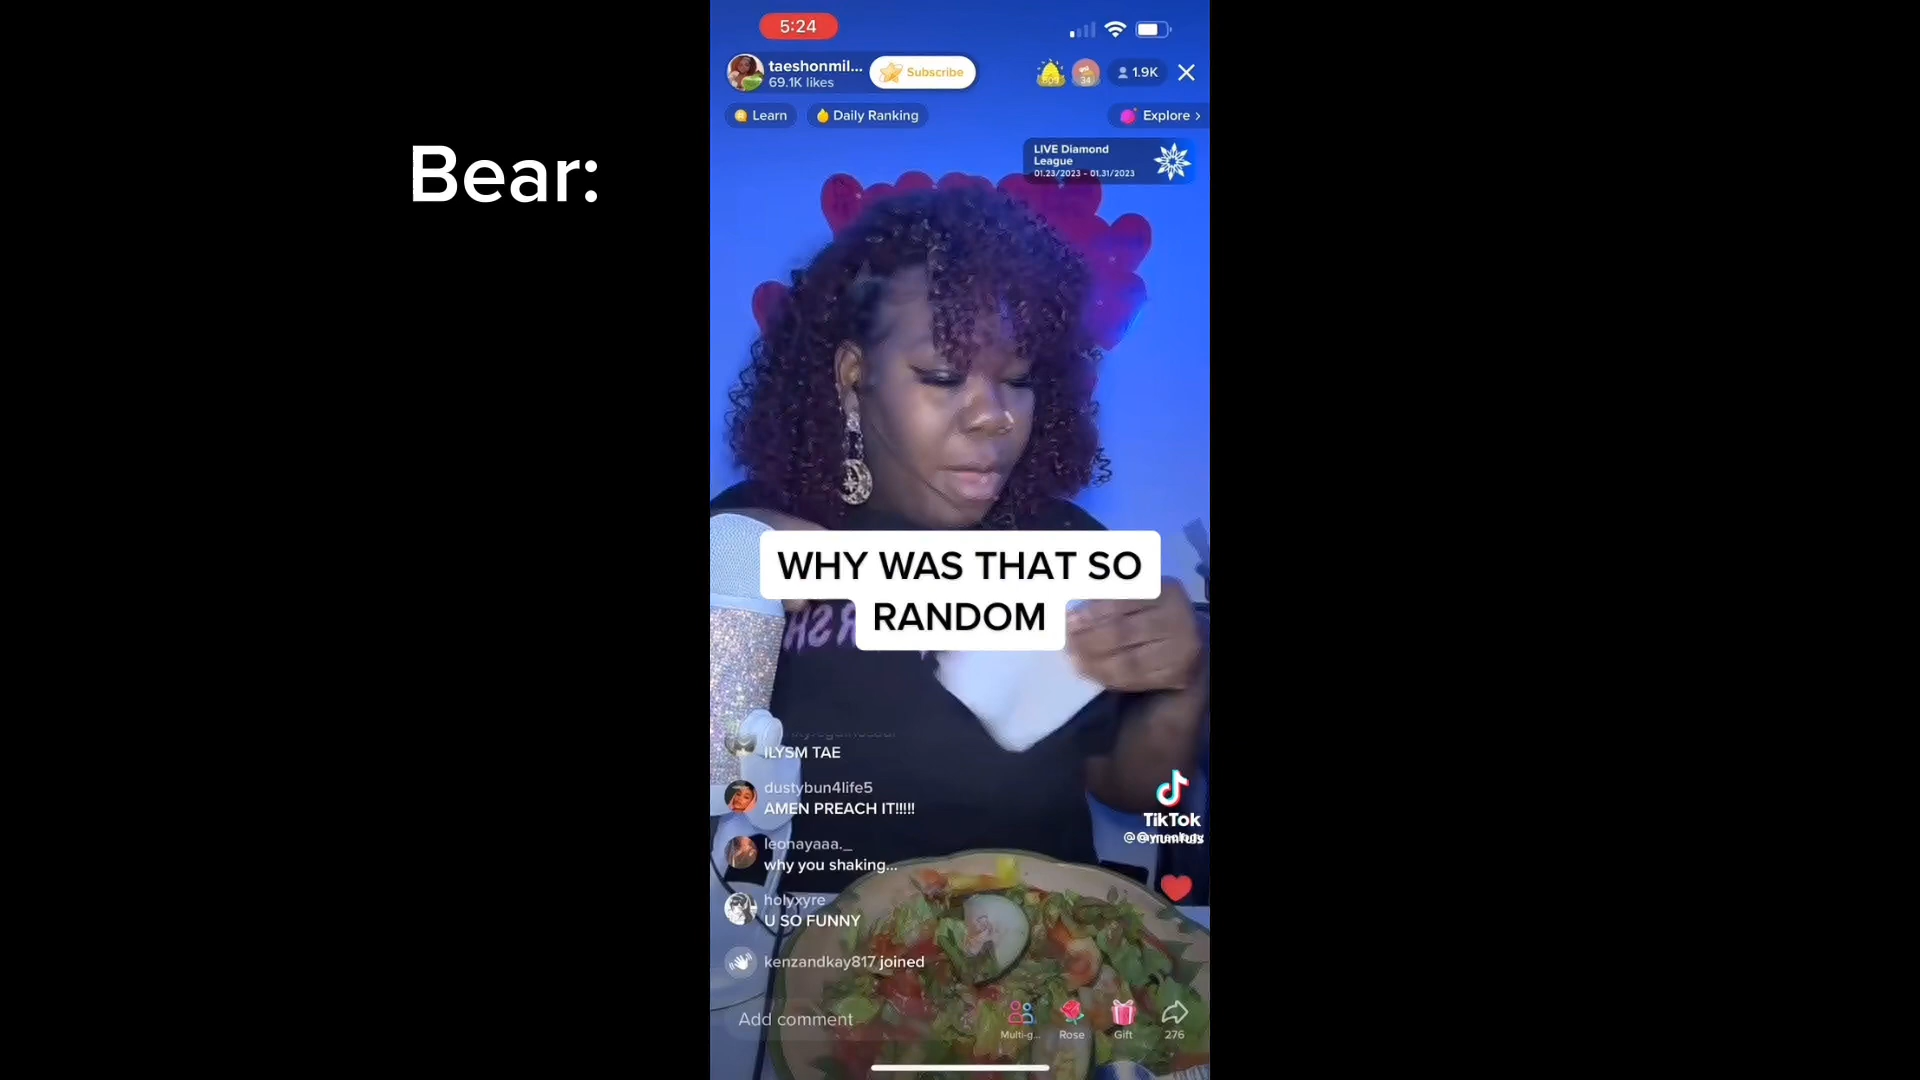 5:24
taeshonmil...
69.1K likes
Subscribe
34
1.9K
Learn
Daily Ranking
Explore
LIVE Diamond
League
01.23/2023 - 01.31/2023
Bear:
WHY WAS THAT SO
RANDOM
ILYSM TAE
dustybun4life5
AMEN PREACH IT!!!!!
leonayaaa._
why you shaking...
holyxyre
U SO FUNNY
kenzandkay817 joined
TikTok
Add comment
Multi-g...
Rose
Gift
276